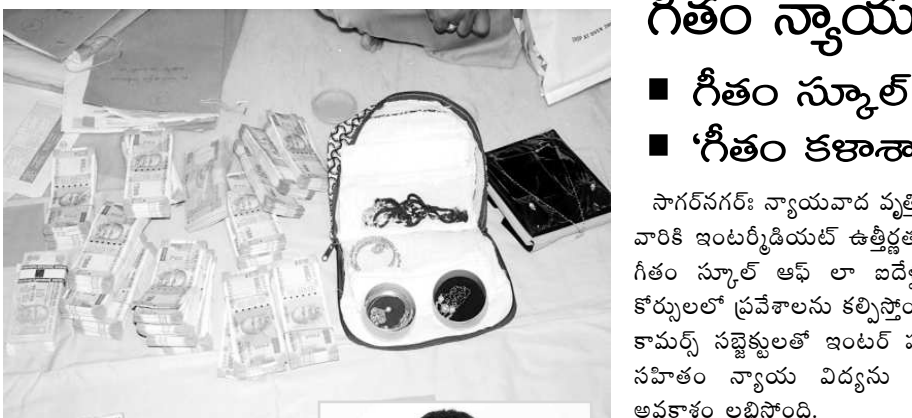 గీతం న్యాయ
■ గీతం స్కూల్
■ ‘గీతం కళాశా
సాగర్‌నగర్‌ః న్యాయవాద వృత్తి
వారికి ఇంటర్మీడియట్ ఉత్తీర్ణత
గీతం స్కూల్ ఆఫ్ లా ఐదే
కోర్సులలో ప్రవేశాలను కల్పిస్తోం
కామర్స్ సబ్జెక్టులతో ఇంటర్
సహితం న్యాయ విద్యను
అవకాశం లభిస్తోంది.